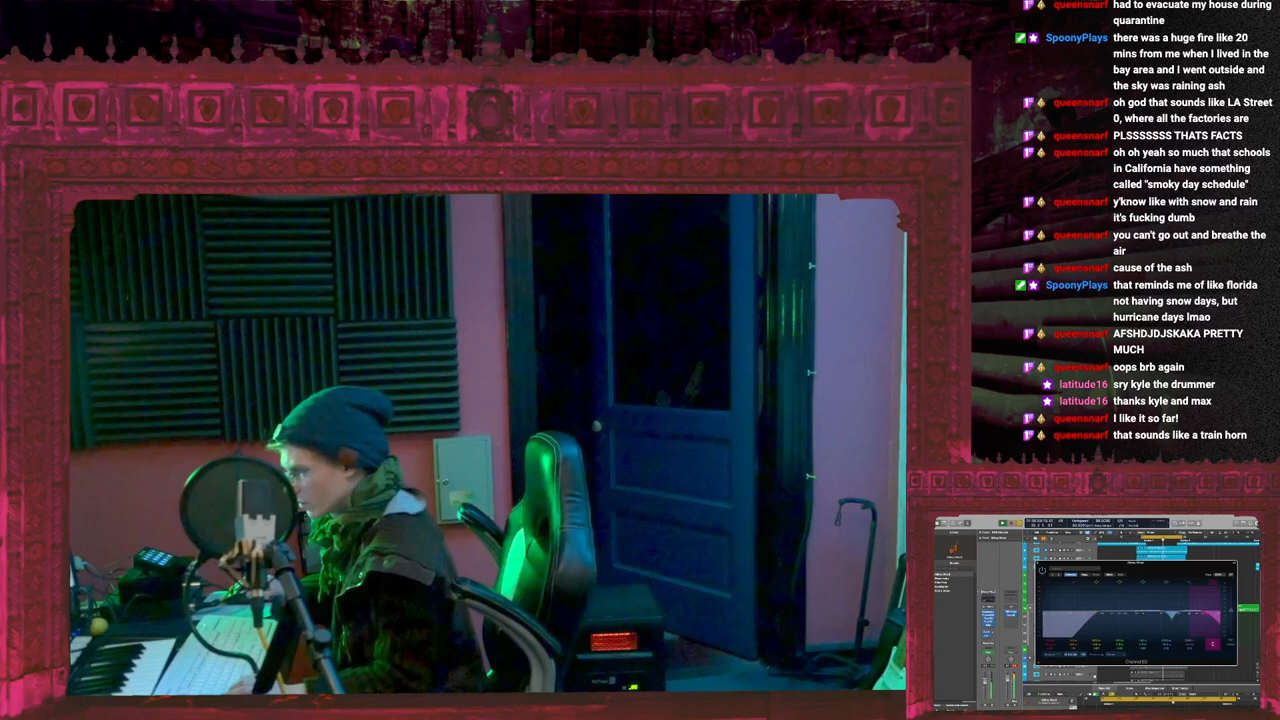 queensnarf had to evacuate my house during
quarantine
SpoonyPlays there was a huge fire like 20
mins from me when I lived in the
bay area and I went outside and
the sky was raining ash
queensnarf oh god that sounds like LA Street
0, where all the factories are
queensnarf PLSSSSSSS THATS FACTS
queensnarf oh oh yeah so much that schools
in California have something
called "smoky day schedule"
queensnarf y'know like with snow and rain
it's fucking dumb
queensnarf you can't go out and breathe the
air
queensnarf cause of the ash
SpoonyPlays that reminds me of like florida
not having snow days, but
hurricane days lmao
queensnarf AFSHDJDJSKAKA PRETTY
MUCH
queensnarf oops brb again
latitude16 sry kyle the drummer
latitude16 thanks kyle and max
queensnarf I like it so far!
queensnarf that sounds like a train horn
Channel EQ